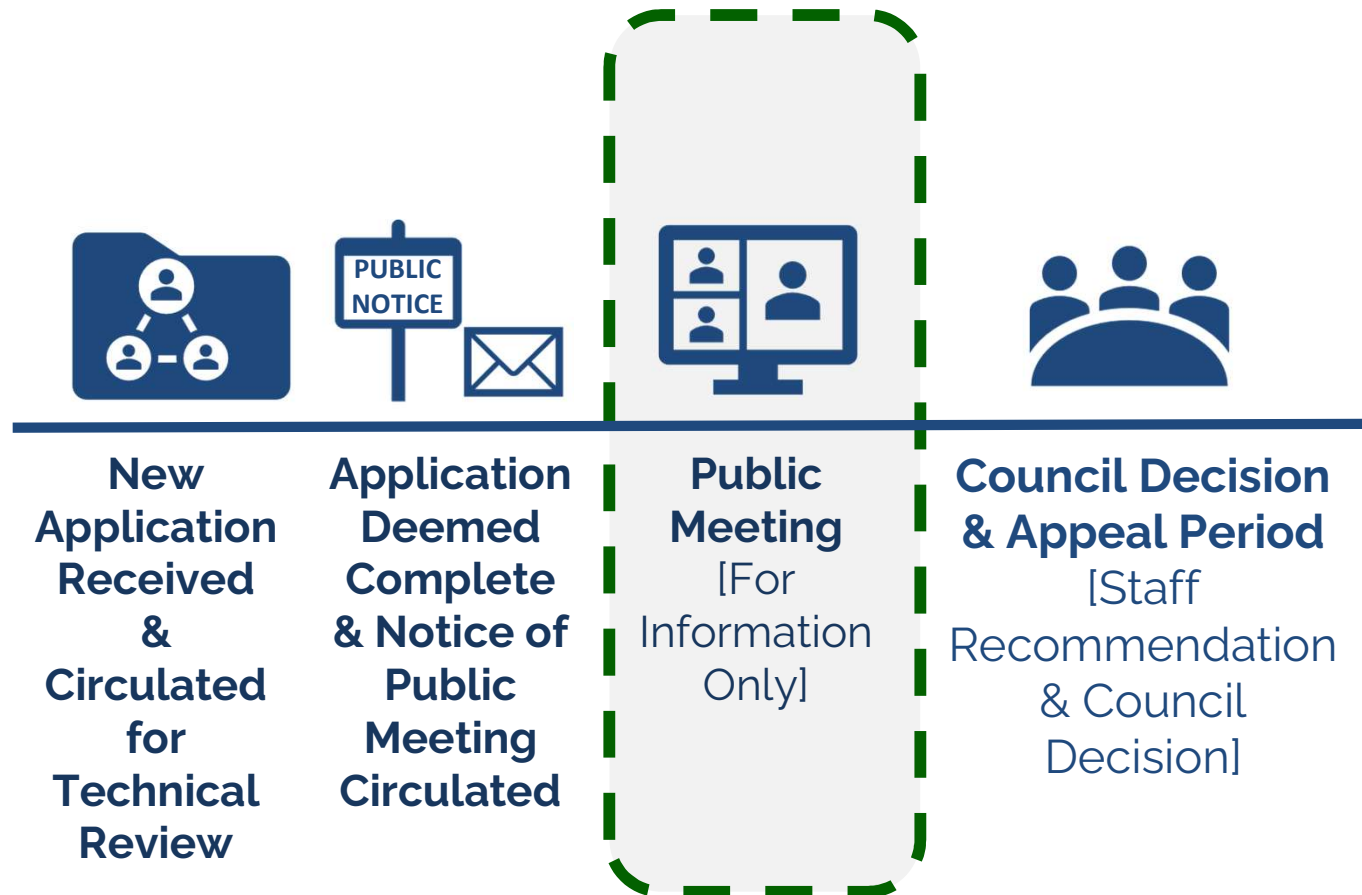 PUBLIC
NOTICE
New
Application
Received
&
Circulated
for
Technical
Review
Application
Deemed
Complete
& Notice of
Public
Meeting
Circulated
Public
Meeting
[For
Information
Only]
Council Decision
& Appeal Period
[Staff
Recommendation
& Council
Decision]